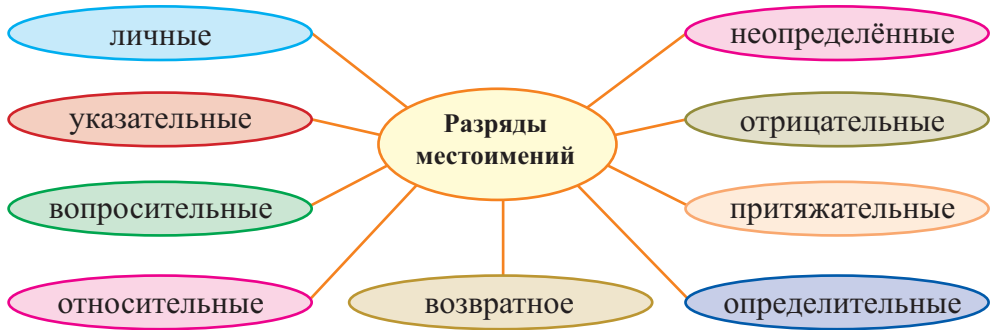 личные
неопределённые
указательные
Разряды
местоимений
отрицательные
вопросительные
притяжательные
относительные
возвратное
определительные